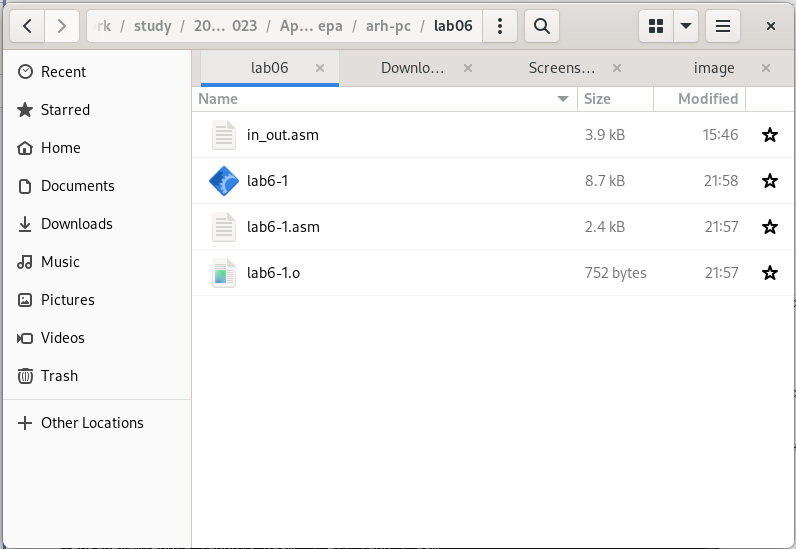 rk / study / 20... 023 / Ap... epa / arh-pc / lab06
lab06 Downlo... Screens... image
Name Size Modified
Recent
Starred
Home
Documents
Downloads
Music
Pictures
Videos
Trash
Other Locations
in_out.asm 3.9 kB 15:46
lab6-1 8.7 kB 21:58
lab6-1.asm 2.4 kB 21:57
lab6-1.o 752 bytes 21:57